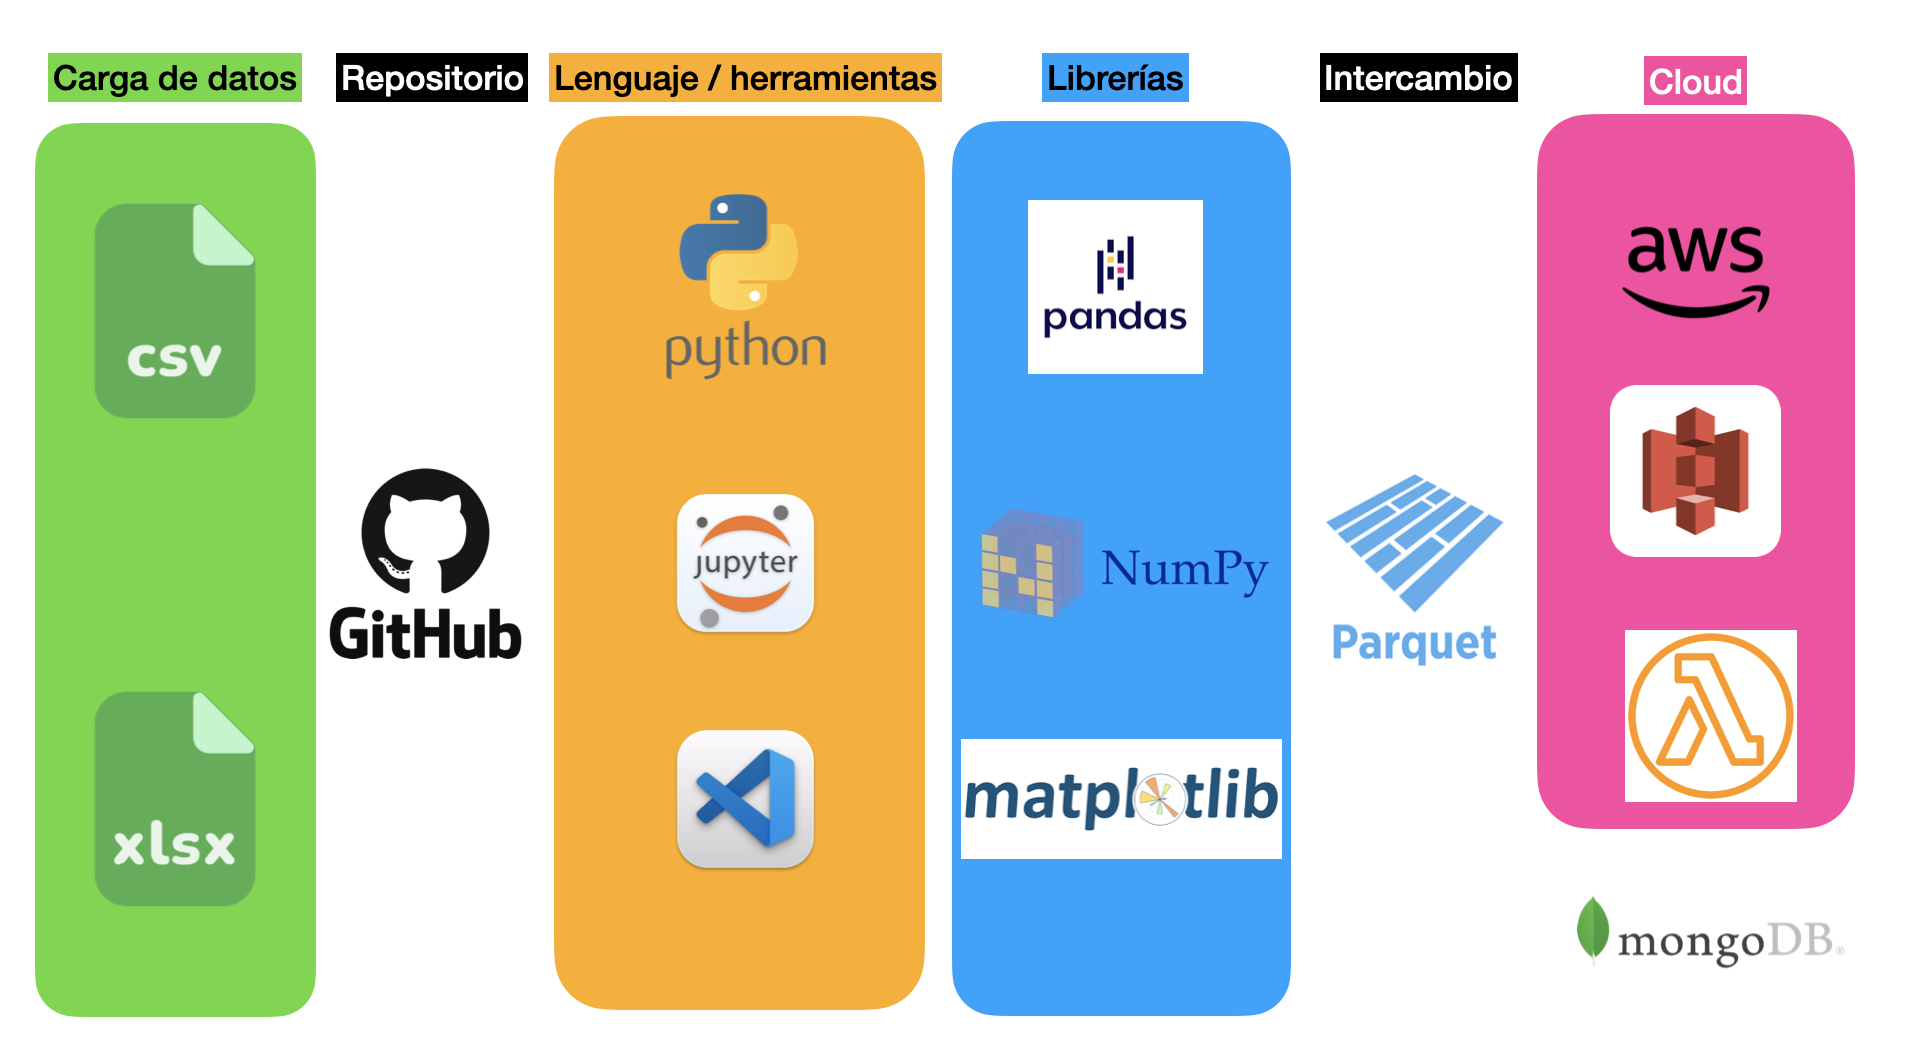 Carga de datos
Repositorio
Lenguaje / herramientas
Librerías
Intercambio
Cloud
csv
xlsx
GitHub
python
jupyter
pandas
NumPy
matplotlib
Parquet
aws
mongoDB®